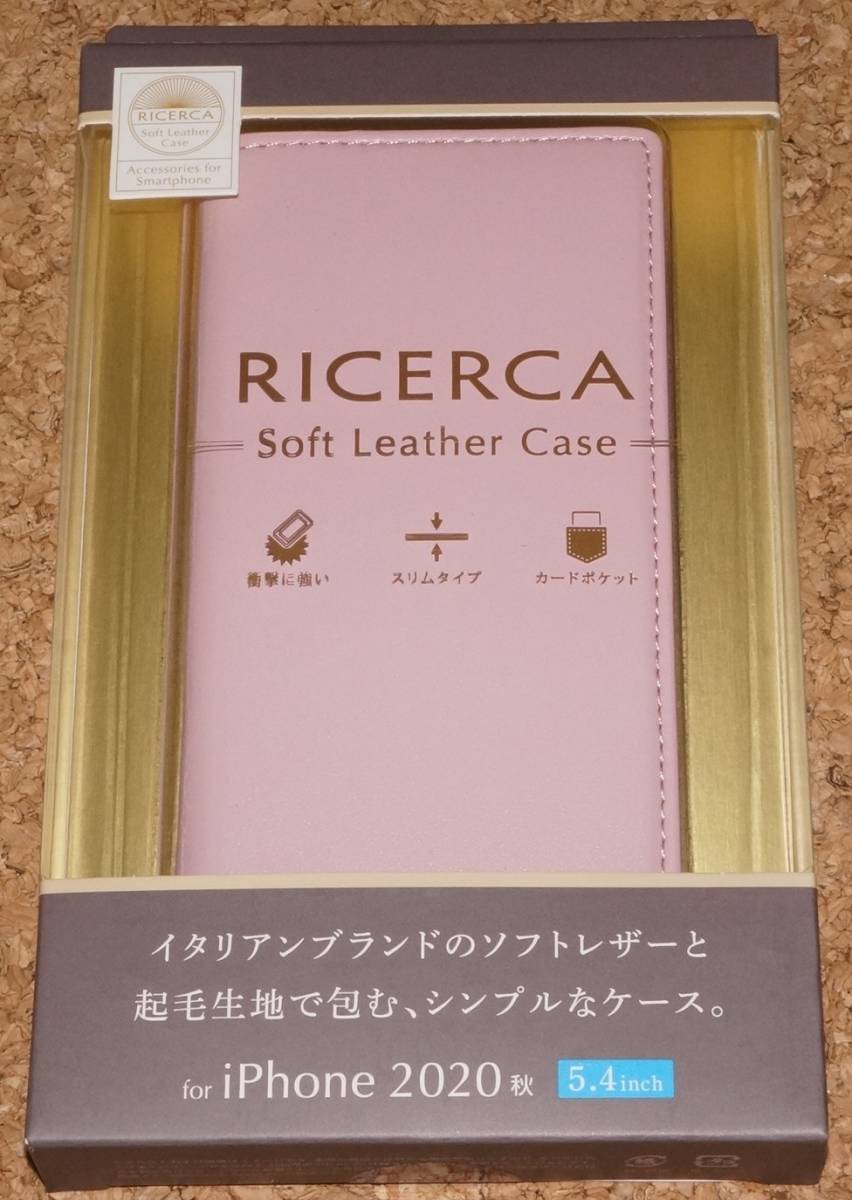 RICERCA
Soft Leather
Case
Accessories for
Smartphone
RICERCA
Soft Leather Case
衝撃に強い
スリムタイプ
カードポケット
イタリアンブランドのソフトレザーと
起毛生地で包む、シンプルなケース。
for iPhone 2020 秋 5.4inch